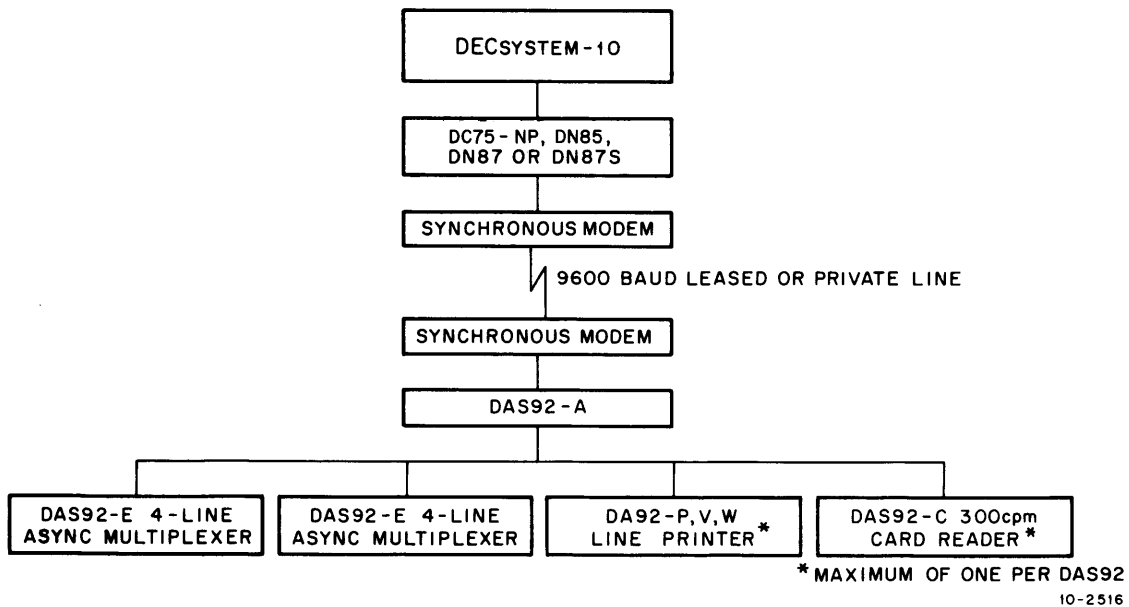 DECSYSTEM-10
DC75-NP, DN85,
DN87 OR DN87S
SYNCHRONOUS MODEM
9600 BAUD LEASED OR PRIVATE LINE
SYNCHRONOUS MODEM
DAS92-A
DAS92-E 4-LINE
ASYNC MULTIPLEXER
DAS92-E 4-LINE
ASYNC MULTIPLEXER
DA92-P,V,W
LINE PRINTER*
DAS92-C 300cpm
CARD READER*
*MAXIMUM OF ONE PER DAS92
10-2516